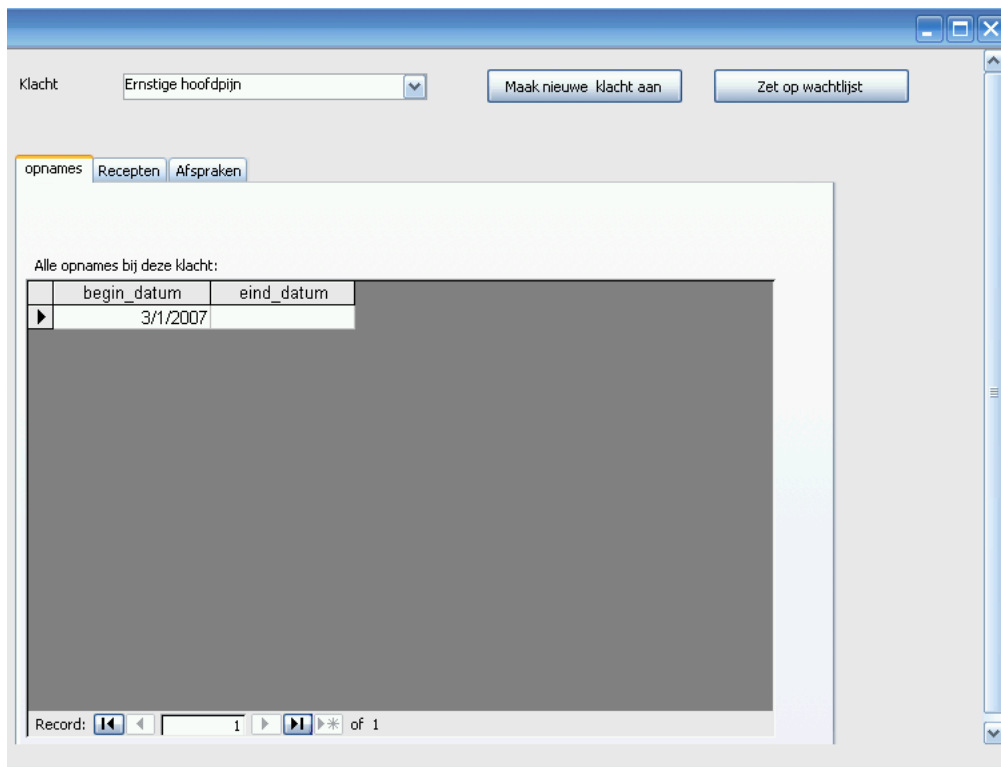 Klacht Ernstige hoofdpijn Maak nieuwe klacht aan Zet op wachtlijst
opnames Recepten Afspraken
Alle opnames bij deze klacht:
begin_datum eind_datum
3/1/2007
Record: 1 of 1